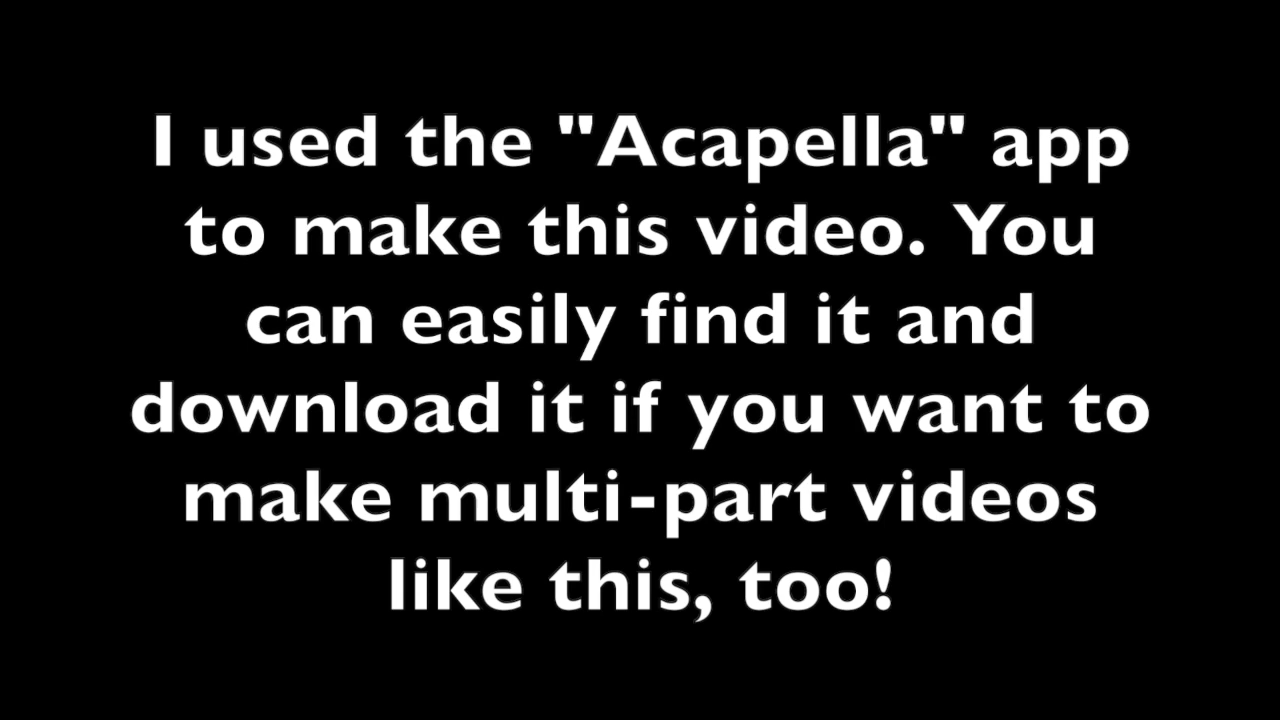 I used the "Acapella" app
to make this video. You
can easily find it and
download it if you want to
make multi-part videos
like this, too!